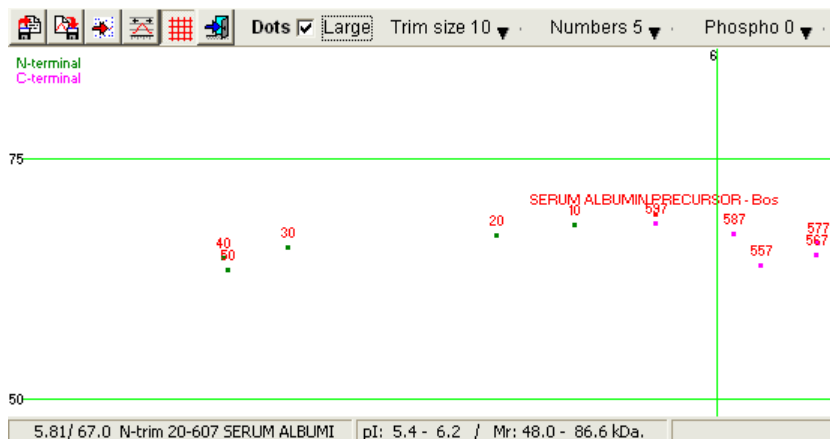 Dots Large Trim size 10 Numbers 5 Phospho 0
N-terminal
C-terminal
6
75
SERUM ALBUMIN PRECURSOR - Bos
10 597
20 587
30 577
40 567
50 557
50
5.81/ 67.0 N-trim 20-607 SERUM ALBUMI pI: 5.4 - 6.2 / Mr: 48.0 - 86.6 kDa.